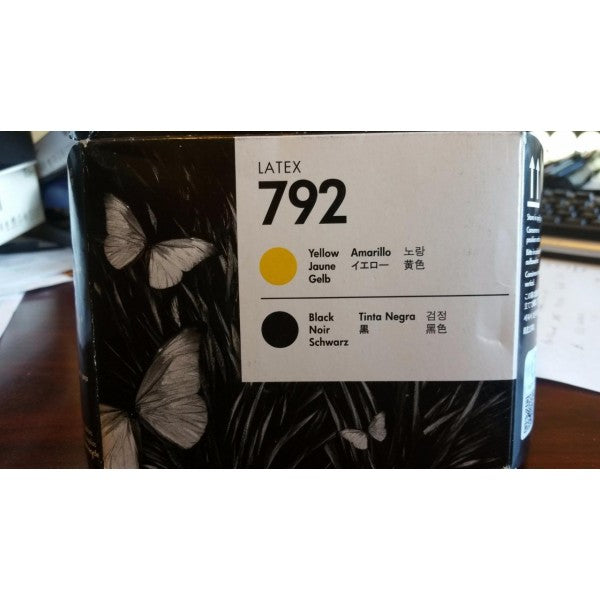 LATEX
792
Yellow Amarillo 노랑
Jaune イエロー 黃色
Gelb
Black Tinta Negra 검정
Noir 黒 黑色
Schwarz